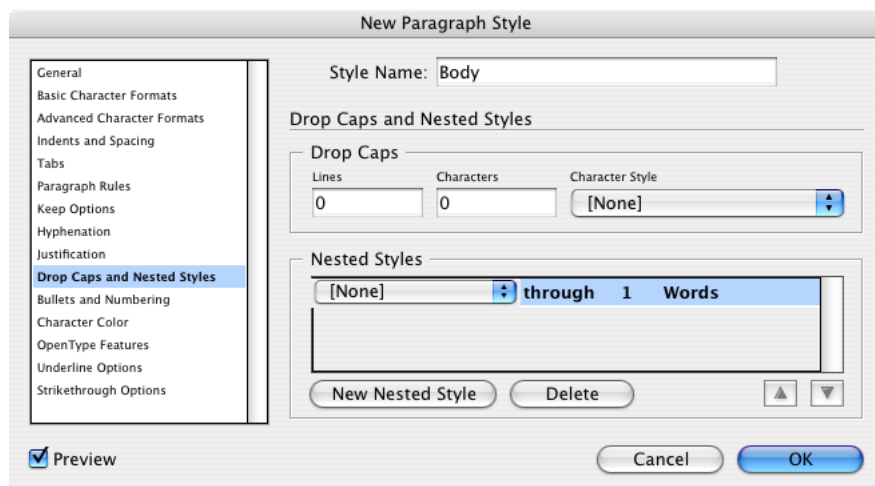 New Paragraph Style
General
Basic Character Formats
Advanced Character Formats
Indents and Spacing
Tabs
Paragraph Rules
Keep Options
Hyphenation
Justification
Drop Caps and Nested Styles
Bullets and Numbering
Character Color
OpenType Features
Underline Options
Strikethrough Options
Style Name: Body
Drop Caps and Nested Styles
Drop Caps
Lines Characters Character Style
0 0 [None]
Nested Styles
[None] through 1 Words
New Nested Style Delete
Preview Cancel OK